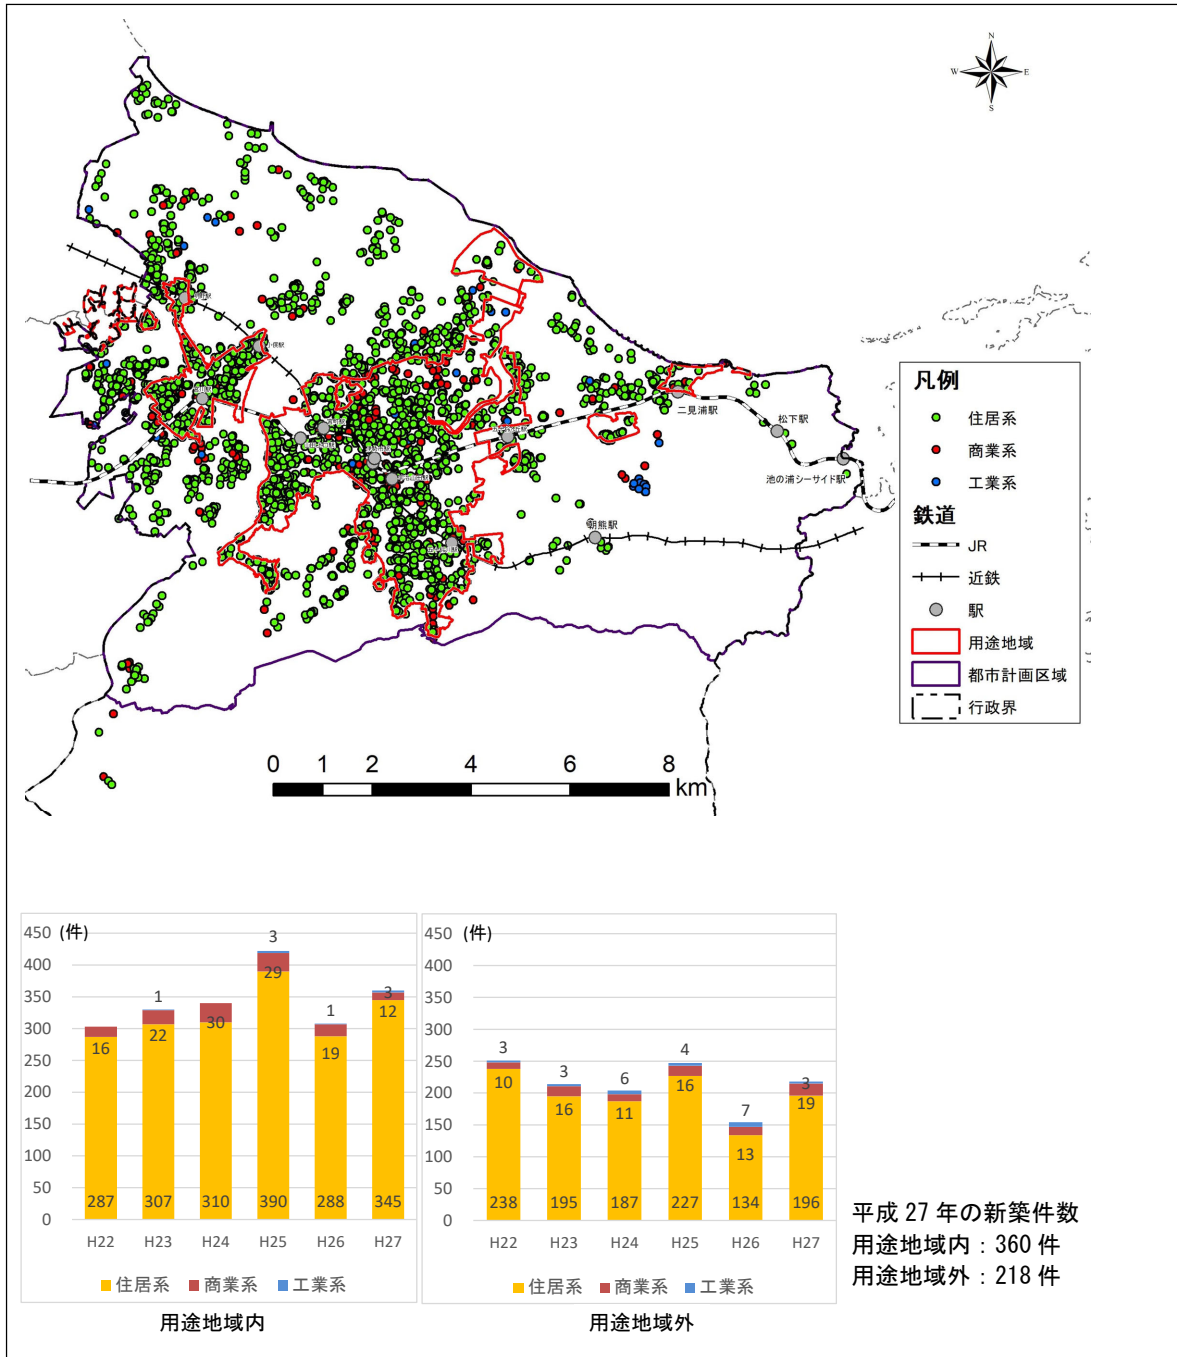 N
W
E
S
二見浦駅
松下駅
池の浦シーサイド駅
朝熊駅
凡例
住居系
商業系
工業系
鉄道
JR
近鉄
駅
用途地域
都市計画区域
行政界
0 1 2 4 6 8
km
450 (件)
400
350
300
250
200
150
100
50
0
16
1
22
30
3
29
1
19
3
12
287 307 310 390 288 345
H22 H23 H24 H25 H26 H27
住居系 商業系 工業系
用途地域内
450 (件)
400
350
300
250
200
150
100
50
0
3
10
3
16
6
11
4
16
7
13
3
19
238 195 187 227 134 196
H22 H23 H24 H25 H26 H27
住居系 商業系 工業系
用途地域外
平成 27 年の新築件数
用途地域内：360 件
用途地域外：218 件